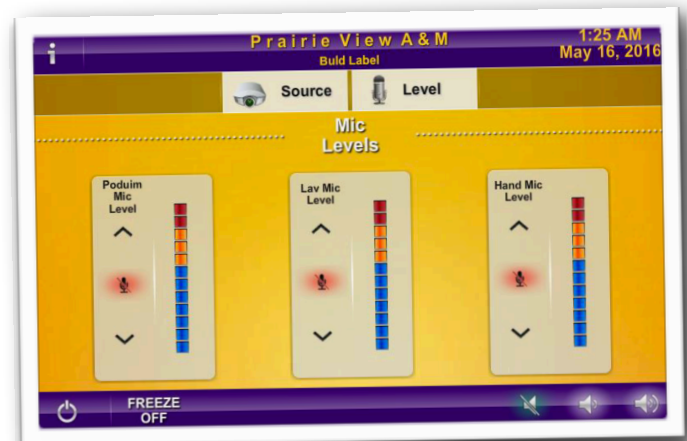 i
Prairie View A&M
Buld Label
1:25 AM
May 16, 2016
Source
Level
Mic
Levels
Poduim
Mic
Level
Lav Mic
Level
Hand Mic
Level
FREEZE
OFF